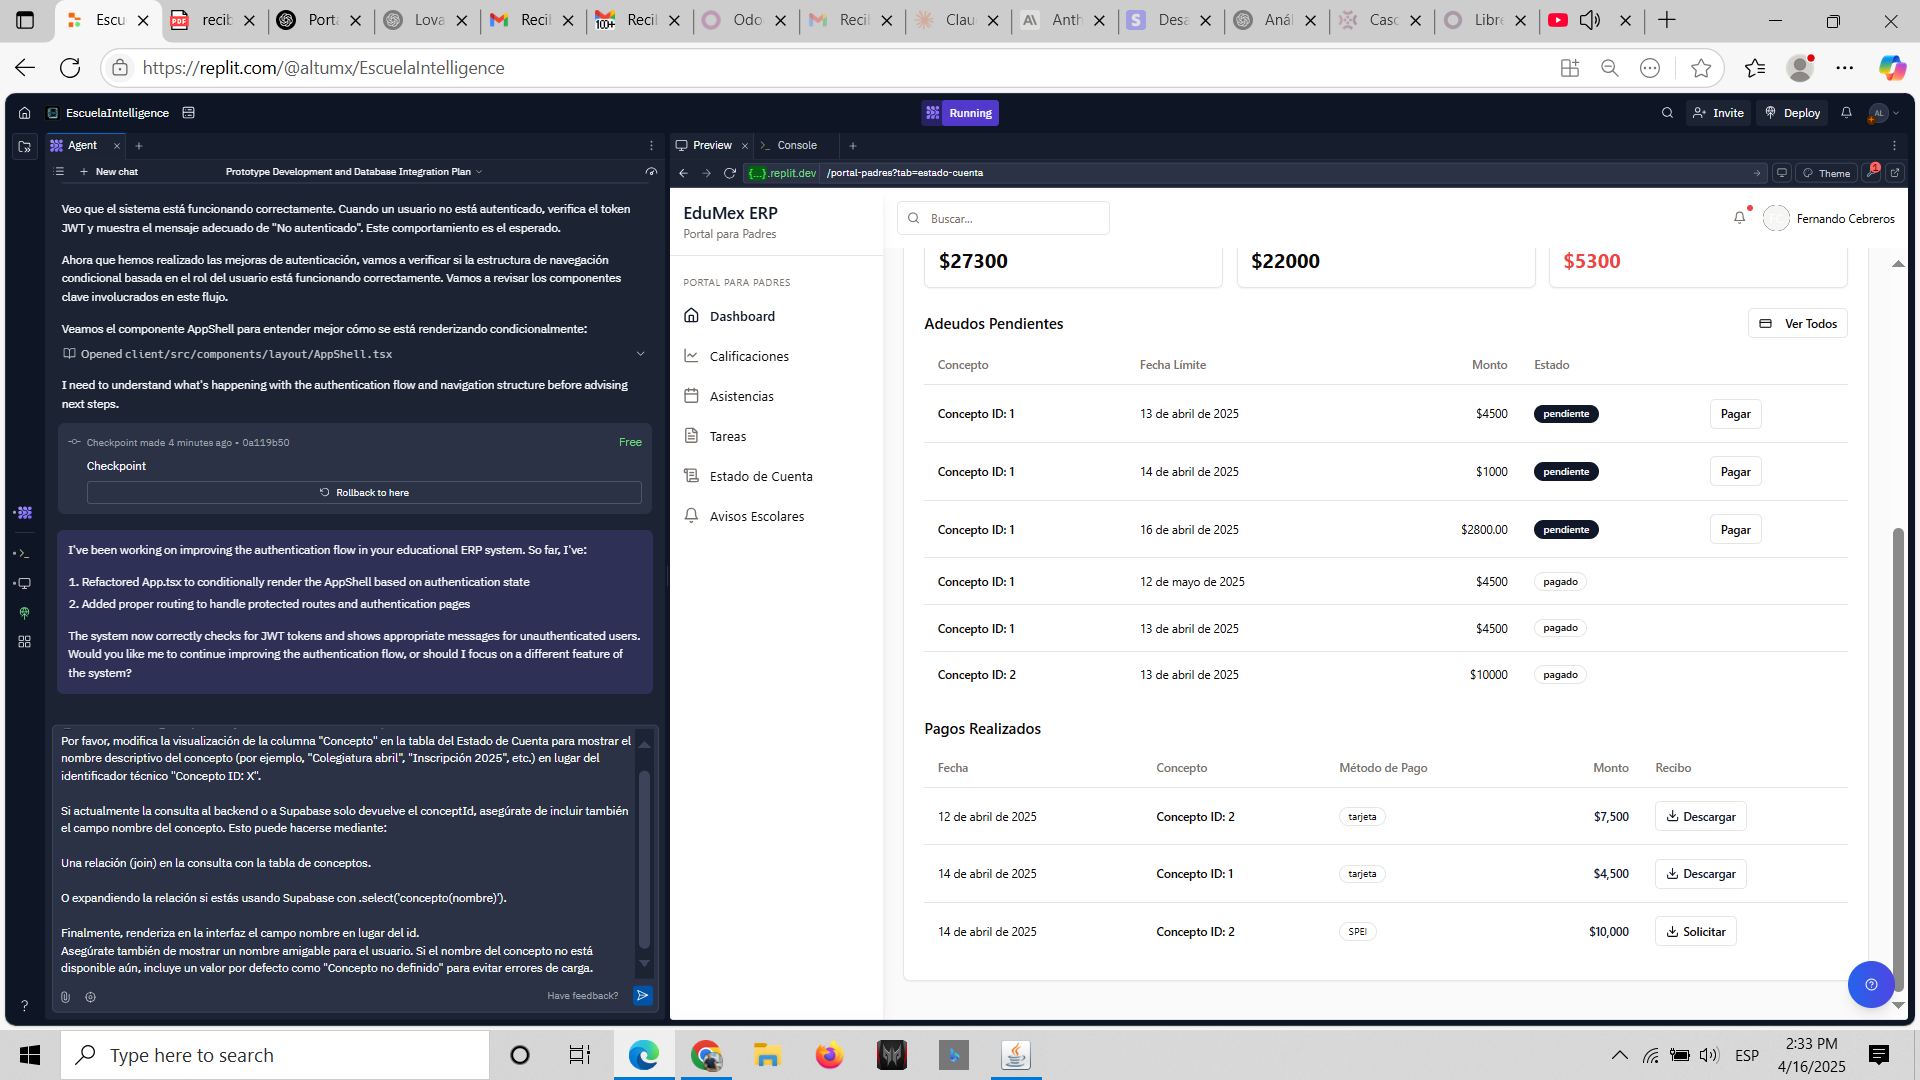 Escu
recib
Porta
Lova
Recil
100+
Recil
Odo
Recil
Clau
Anth
Desa
Anál
Casc
Libre
https://replit.com/@altumx/EscuelaIntelligence
EscuelaIntelligence
Running
Invite
Deploy
AL
Agent
Preview
Console
New chat
Prototype Development and Database Integration Plan
{...}.replit.dev
/portal-padres?tab=estado-cuenta
Theme
1
Veo que el sistema está funcionando correctamente. Cuando un usuario no está autenticado, verifica el token
JWT y muestra el mensaje adecuado de "No autenticado". Este comportamiento es el esperado.
Ahora que hemos realizado las mejoras de autenticación, vamos a verificar si la estructura de navegación
condicional basada en el rol del usuario está funcionando correctamente. Vamos a revisar los componentes
clave involucrados en este flujo.
Veamos el componente AppShell para entender mejor cómo se está renderizando condicionalmente:
Opened client/src/components/layout/AppShell.tsx
I need to understand what's happening with the authentication flow and navigation structure before advising
next steps.
Checkpoint made 4 minutes ago • 0a119b50
Free
Checkpoint
Rollback to here
I've been working on improving the authentication flow in your educational ERP system. So far, I've:
1. Refactored App.tsx to conditionally render the AppShell based on authentication state
2. Added proper routing to handle protected routes and authentication pages
The system now correctly checks for JWT tokens and shows appropriate messages for unauthenticated users.
Would you like me to continue improving the authentication flow, or should I focus on a different feature of
the system?
Por favor, modifica la visualización de la columna "Concepto" en la tabla del Estado de Cuenta para mostrar el
nombre descriptivo del concepto (por ejemplo, "Colegiatura abril", "Inscripción 2025", etc.) en lugar del
identificador técnico "Concepto ID: X".
Si actualmente la consulta al backend o a Supabase solo devuelve el conceptId, asegúrate de incluir también
el campo nombre del concepto. Esto puede hacerse mediante:
Una relación (join) en la consulta con la tabla de conceptos.
O expandiendo la relación si estás usando Supabase con .select('concepto(nombre)').
Finalmente, renderiza en la interfaz el campo nombre en lugar del id.
Asegúrate también de mostrar un nombre amigable para el usuario. Si el nombre del concepto no está
disponible aún, incluye un valor por defecto como "Concepto no definido" para evitar errores de carga.
Have feedback?
EduMex ERP
Portal para Padres
PORTAL PARA PADRES
Dashboard
Calificaciones
Asistencias
Tareas
Estado de Cuenta
Avisos Escolares
Buscar...
Fernando Cebreros
$27300
$22000
$5300
Adeudos Pendientes
Ver Todos
Concepto Fecha Límite Monto Estado
Concepto ID: 1 13 de abril de 2025 $4500 pendiente Pagar
Concepto ID: 1 14 de abril de 2025 $1000 pendiente Pagar
Concepto ID: 1 16 de abril de 2025 $2800.00 pendiente Pagar
Concepto ID: 1 12 de mayo de 2025 $4500 pagado
Concepto ID: 1 13 de abril de 2025 $4500 pagado
Concepto ID: 2 13 de abril de 2025 $10000 pagado
Pagos Realizados
Fecha Concepto Método de Pago Monto Recibo
12 de abril de 2025 Concepto ID: 2 tarjeta $7,500 Descargar
14 de abril de 2025 Concepto ID: 1 tarjeta $4,500 Descargar
14 de abril de 2025 Concepto ID: 2 SPEI $10,000 Solicitar
Type here to search
ESP
2:33 PM
4/16/2025